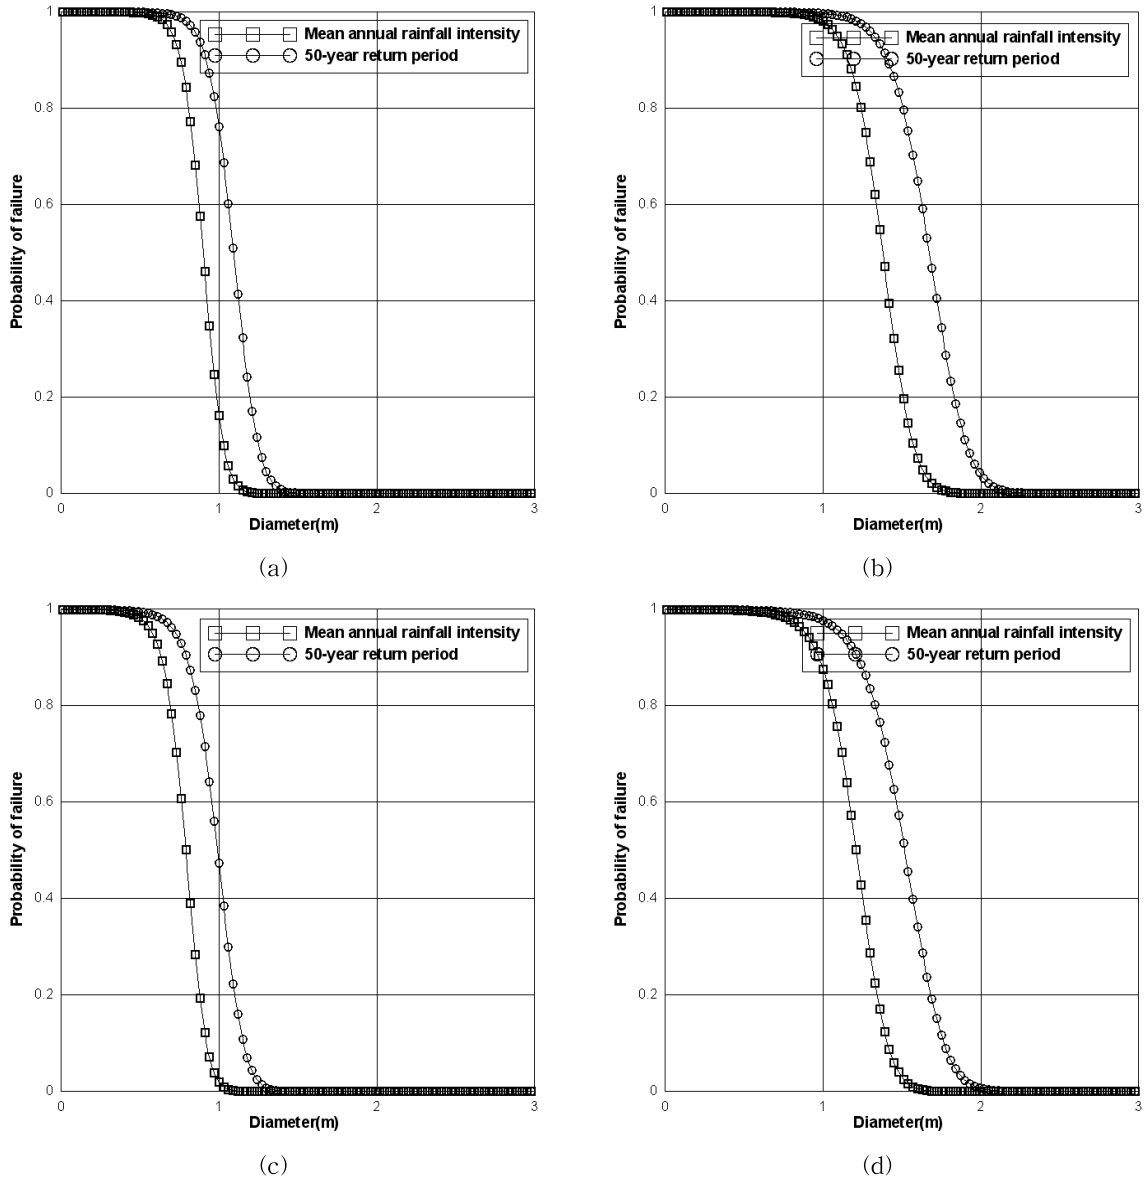 1
0.8
0.6
0.4
0.2
0
Probability of failure
Mean annual rainfall intensity
50-year return period
0 1 2 3
Diameter(m)
(a)
1
0.8
0.6
0.4
0.2
0
Probability of failure
Mean annual rainfall intensity
50-year return period
0 1 2 3
Diameter(m)
(b)
1
0.8
0.6
0.4
0.2
0
Probability of failure
Mean annual rainfall intensity
50-year return period
0 1 2 3
Diameter(m)
(c)
1
0.8
0.6
0.4
0.2
0
Probability of failure
Mean annual rainfall intensity
50-year return period
0 1 2 3
Diameter(m)
(d)